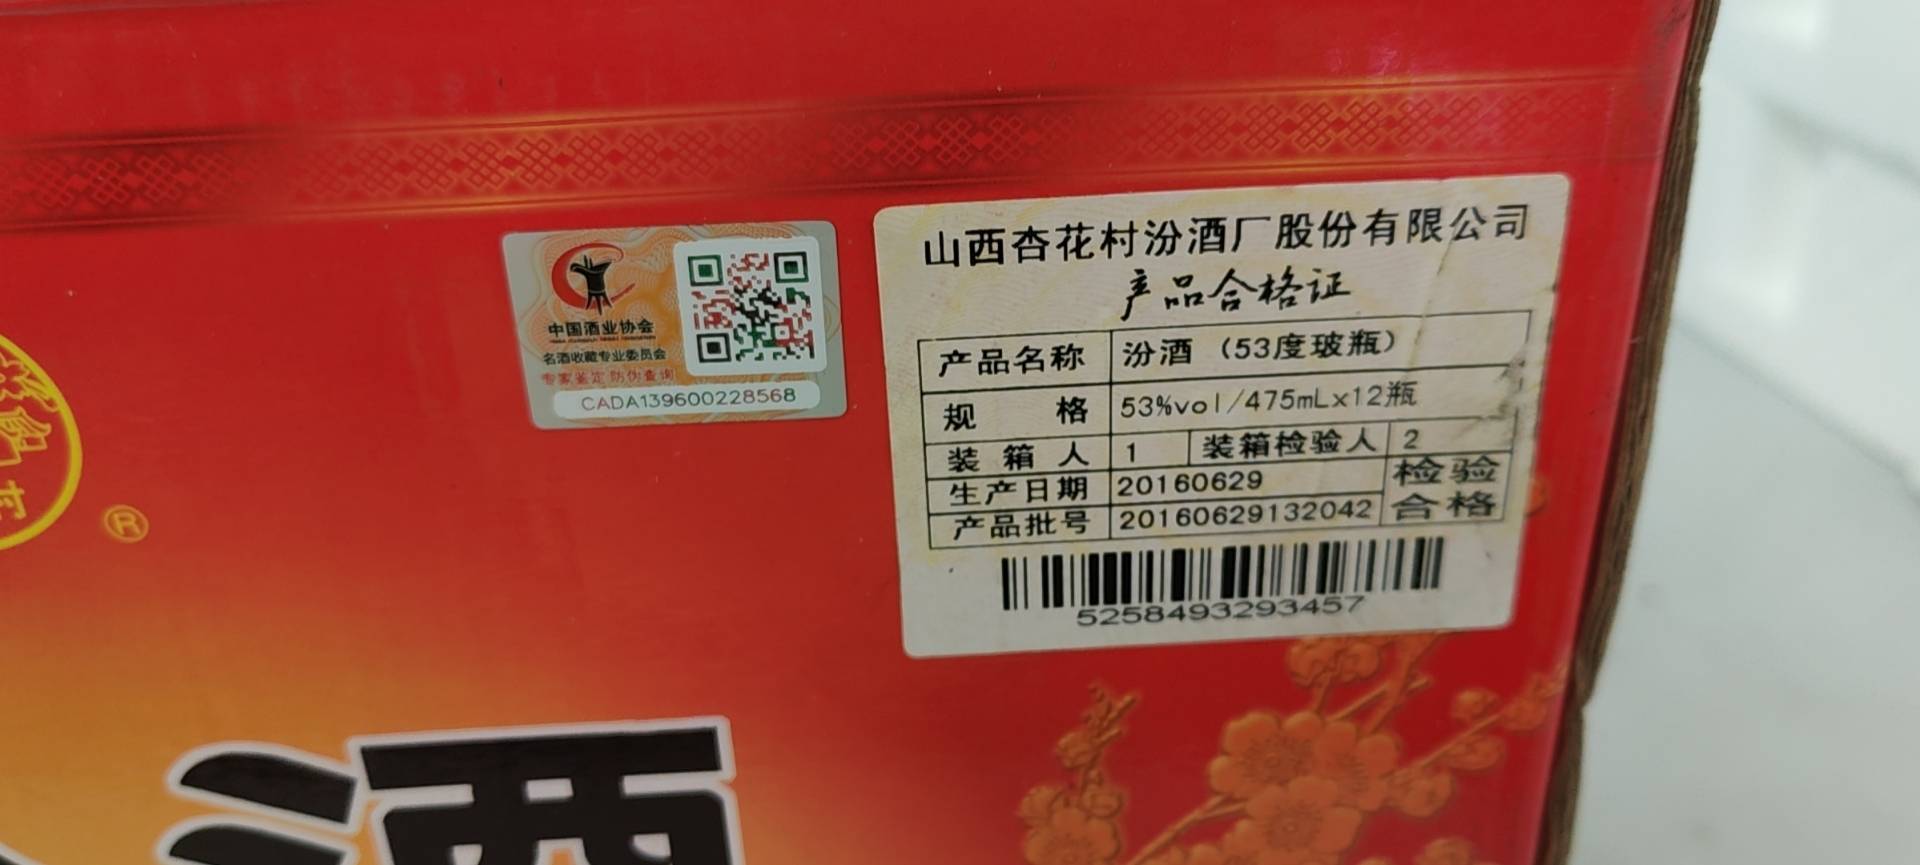 中国酒业协会
名酒收藏专业委员会
专家鉴定 防伪查询
CADA139600228568
山西杏花村汾酒厂股份有限公司
产品合格证
产品名称 汾酒（53度玻瓶）
规 格 53%vol/475mLx12瓶
装箱人 1 装箱检验人 2
生产日期 20160629 检验
产品批号 20160629132042 合格
5258493293457
村
®
酒